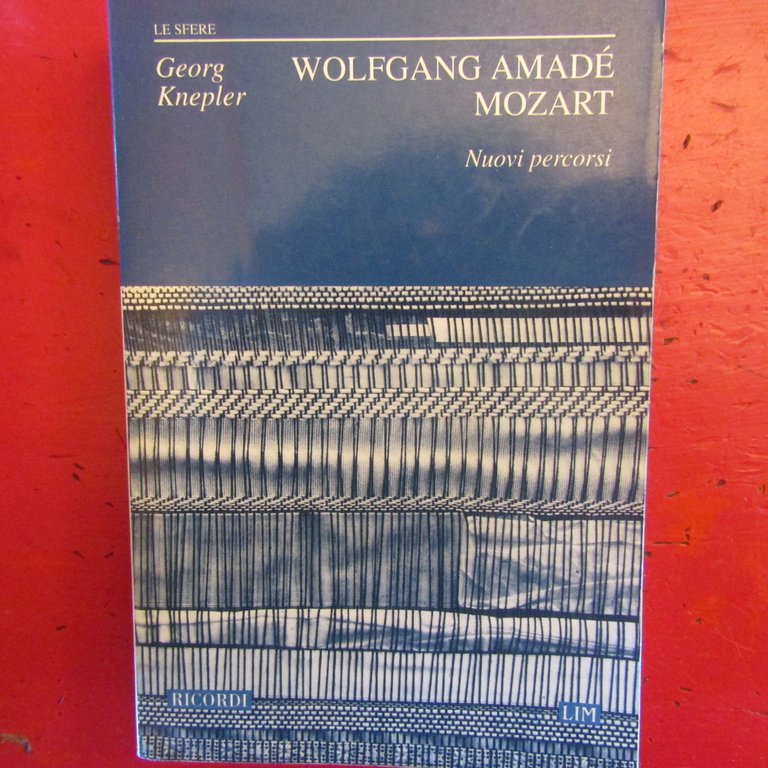 LE SFERE
Georg
Knepler
WOLFGANG AMADÉ
MOZART
Nuovi percorsi
RICORDI
LIM